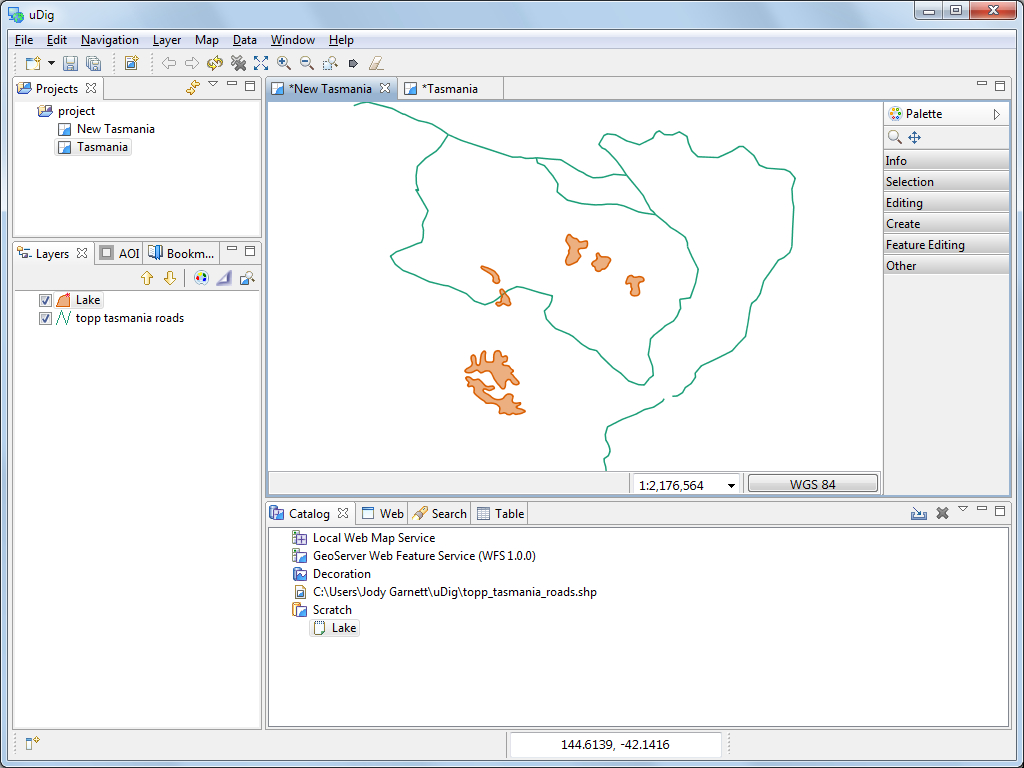 uDig
File Edit Navigation Layer Map Data Window Help
Projects
project
New Tasmania
Tasmania
Layers AOI Bookm...
Lake
topp tasmania roads
*New Tasmania *Tasmania
Palette
Info
Selection
Editing
Create
Feature Editing
Other
1:2,176,564 WGS 84
Catalog Web Search Table
Local Web Map Service
GeoServer Web Feature Service (WFS 1.0.0)
Decoration
C:\Users\Jody Garnett\uDig\topp_tasmania_roads.shp
Scratch
Lake
144.6139, -42.1416